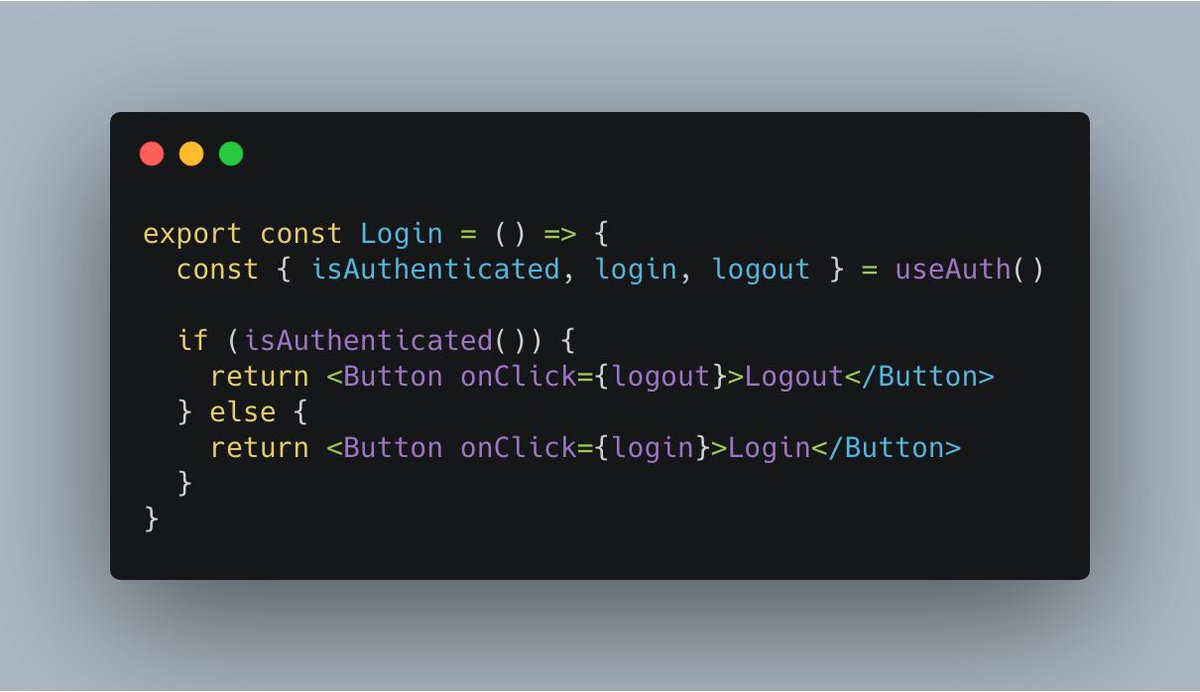 export const Login = () => {
  const { isAuthenticated, login, logout } = useAuth()

  if (isAuthenticated()) {
    return <Button onClick={logout}>Logout</Button>
  } else {
    return <Button onClick={login}>Login</Button>
  }
}